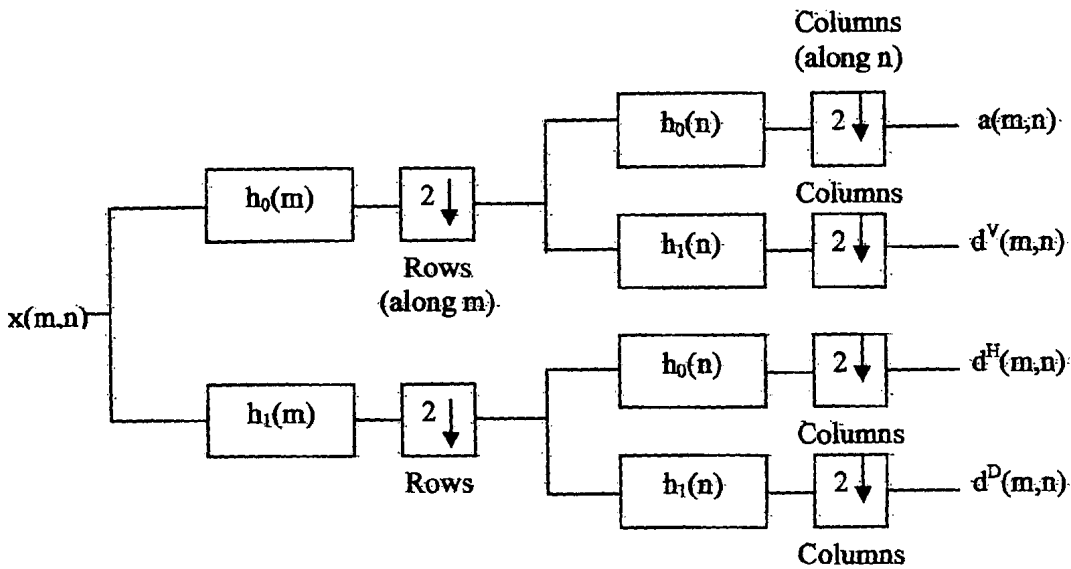 Columns
(along n)
h₀(n)
2
a(m,n)
Columns
h₀(m)
2
h₁(n)
2
dⱽ(m,n)
Rows
(along m)
x(m,n)
h₀(n)
2
dᴴ(m,n)
h₁(m)
2
Columns
Rows
h₁(n)
2
dᴰ(m,n)
Columns